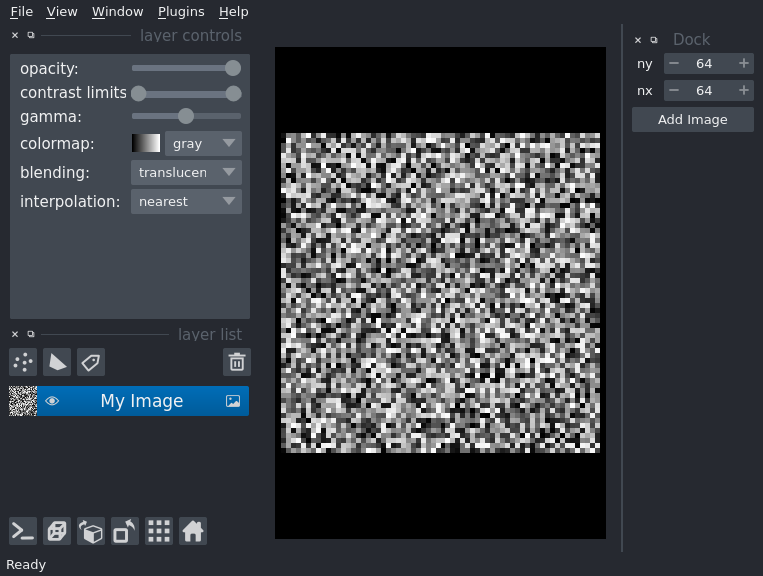 File View Window Plugins Help
layer controls
opacity:
contrast limits
gamma:
colormap: gray
blending: translucen
interpolation: nearest
layer list
My Image
Ready
Dock
ny − 64 +
nx − 64 +
Add Image